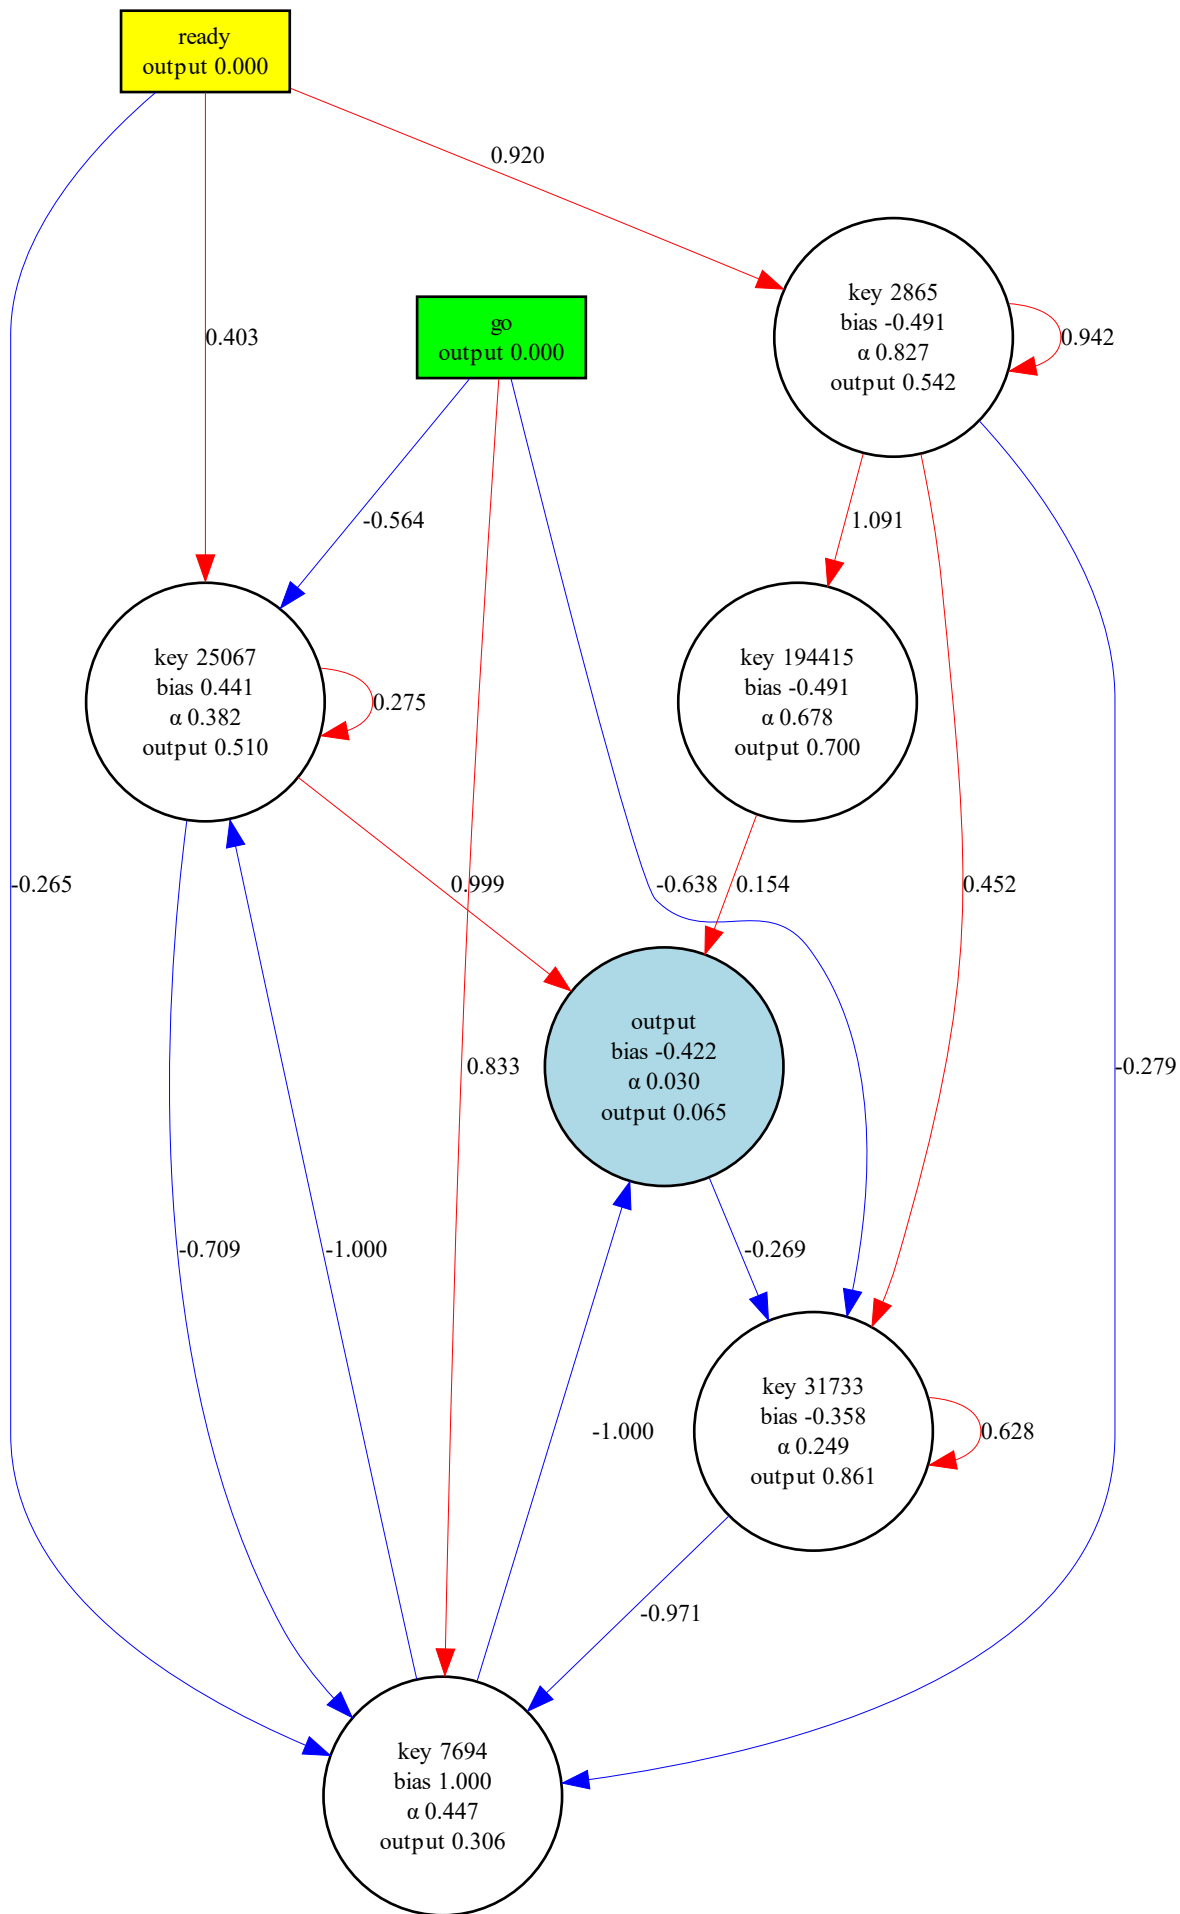 ready
output 0.000
0.920
key 2865
bias -0.491
α 0.827
output 0.542
0.942
go
output 0.000
0.403
-0.564
1.091
key 25067
bias 0.441
α 0.382
output 0.510
0.275
key 194415
bias -0.491
α 0.678
output 0.700
-0.265
0.999
-0.638
0.154
0.452
output
bias -0.422
α 0.030
output 0.065
0.833
-0.279
-0.709
-1.000
-0.269
-1.000
key 31733
bias -0.358
α 0.249
output 0.861
0.628
-0.971
key 7694
bias 1.000
α 0.447
output 0.306